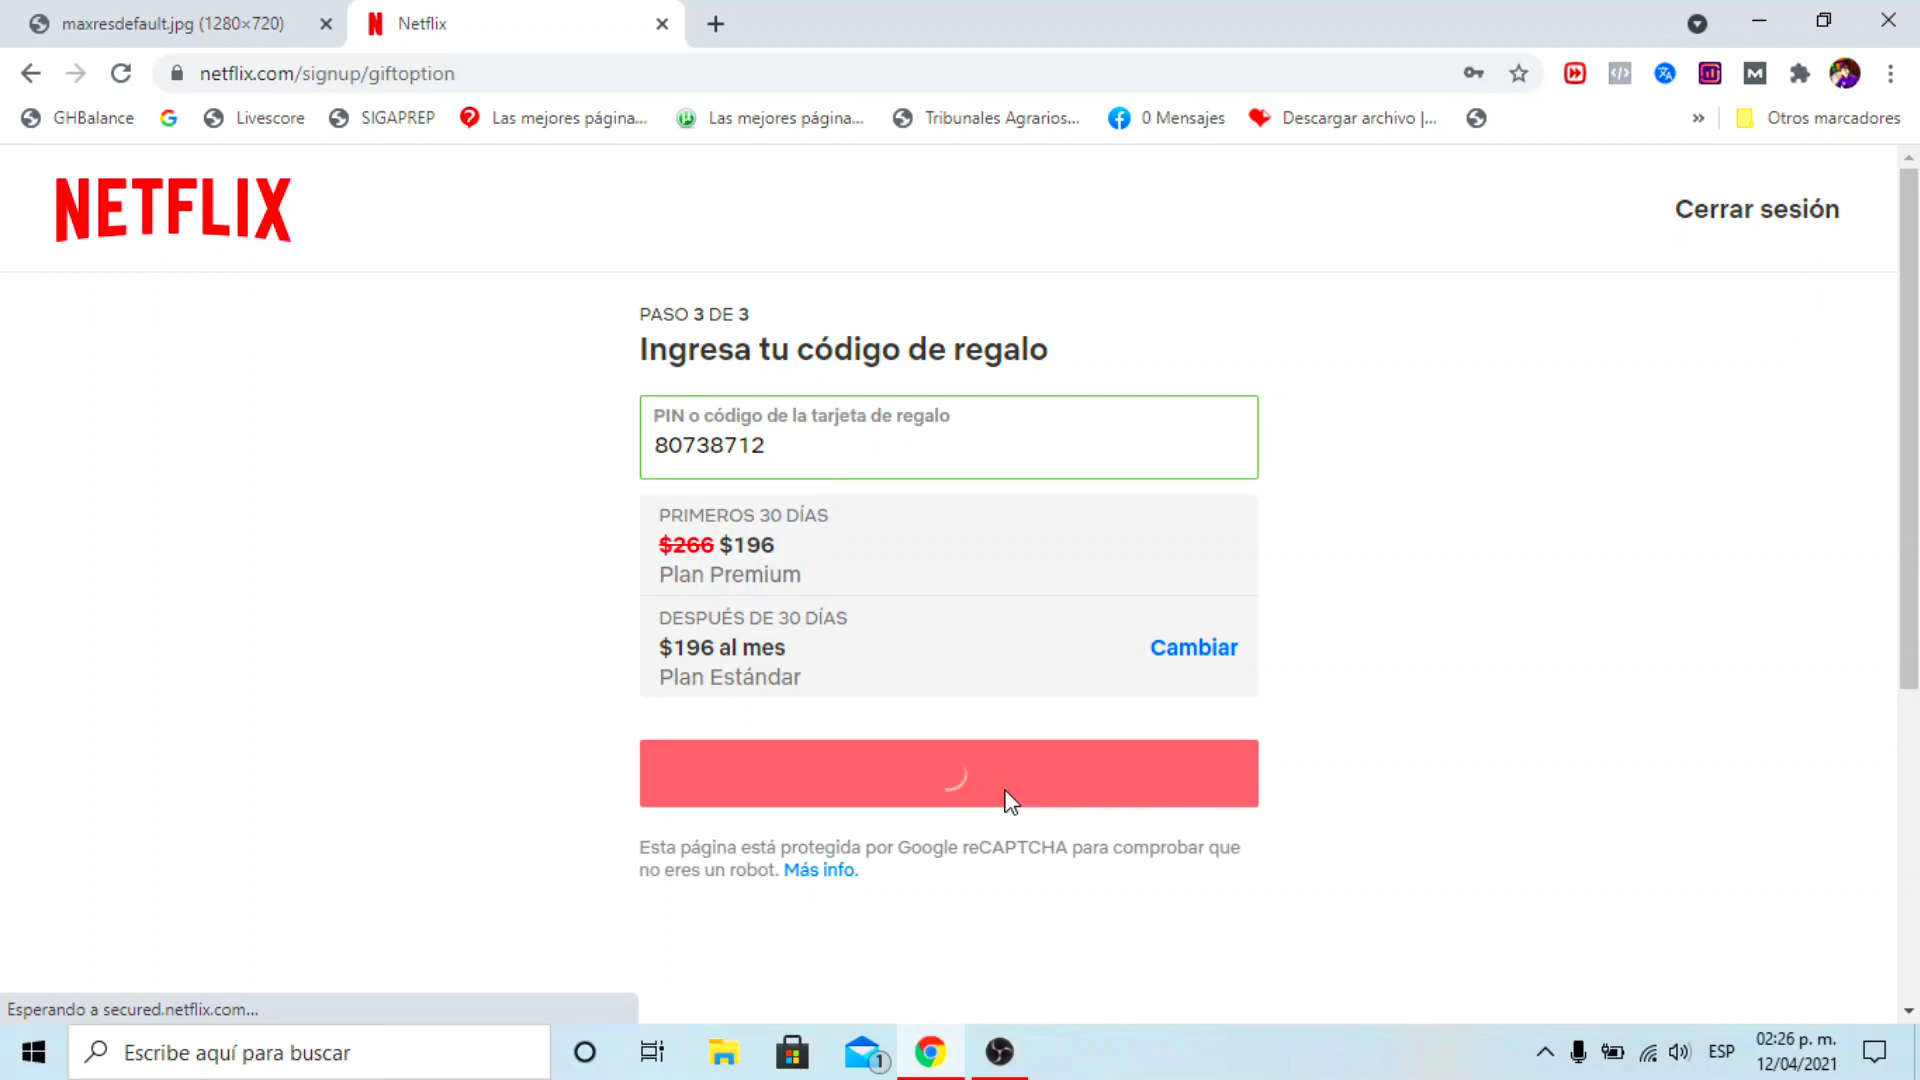 maxresdefault.jpg (1280×720)
Netflix
netflix.com/signup/giftoption
GHBalance
Livescore
SIGAPREP
Las mejores página...
Las mejores página...
Tribunales Agrarios...
0 Mensajes
Descargar archivo |...
»
Otros marcadores
NETFLIX
Cerrar sesión
PASO 3 DE 3
Ingresa tu código de regalo
PIN o código de la tarjeta de regalo
80738712
PRIMEROS 30 DÍAS
$266 $196
Plan Premium
DESPUÉS DE 30 DÍAS
$196 al mes
Cambiar
Plan Estándar
Esta página está protegida por Google reCAPTCHA para comprobar que
no eres un robot. Más info.
Esperando a secured.netflix.com...
Escribe aquí para buscar
1
ESP
02:26 p. m.
12/04/2021